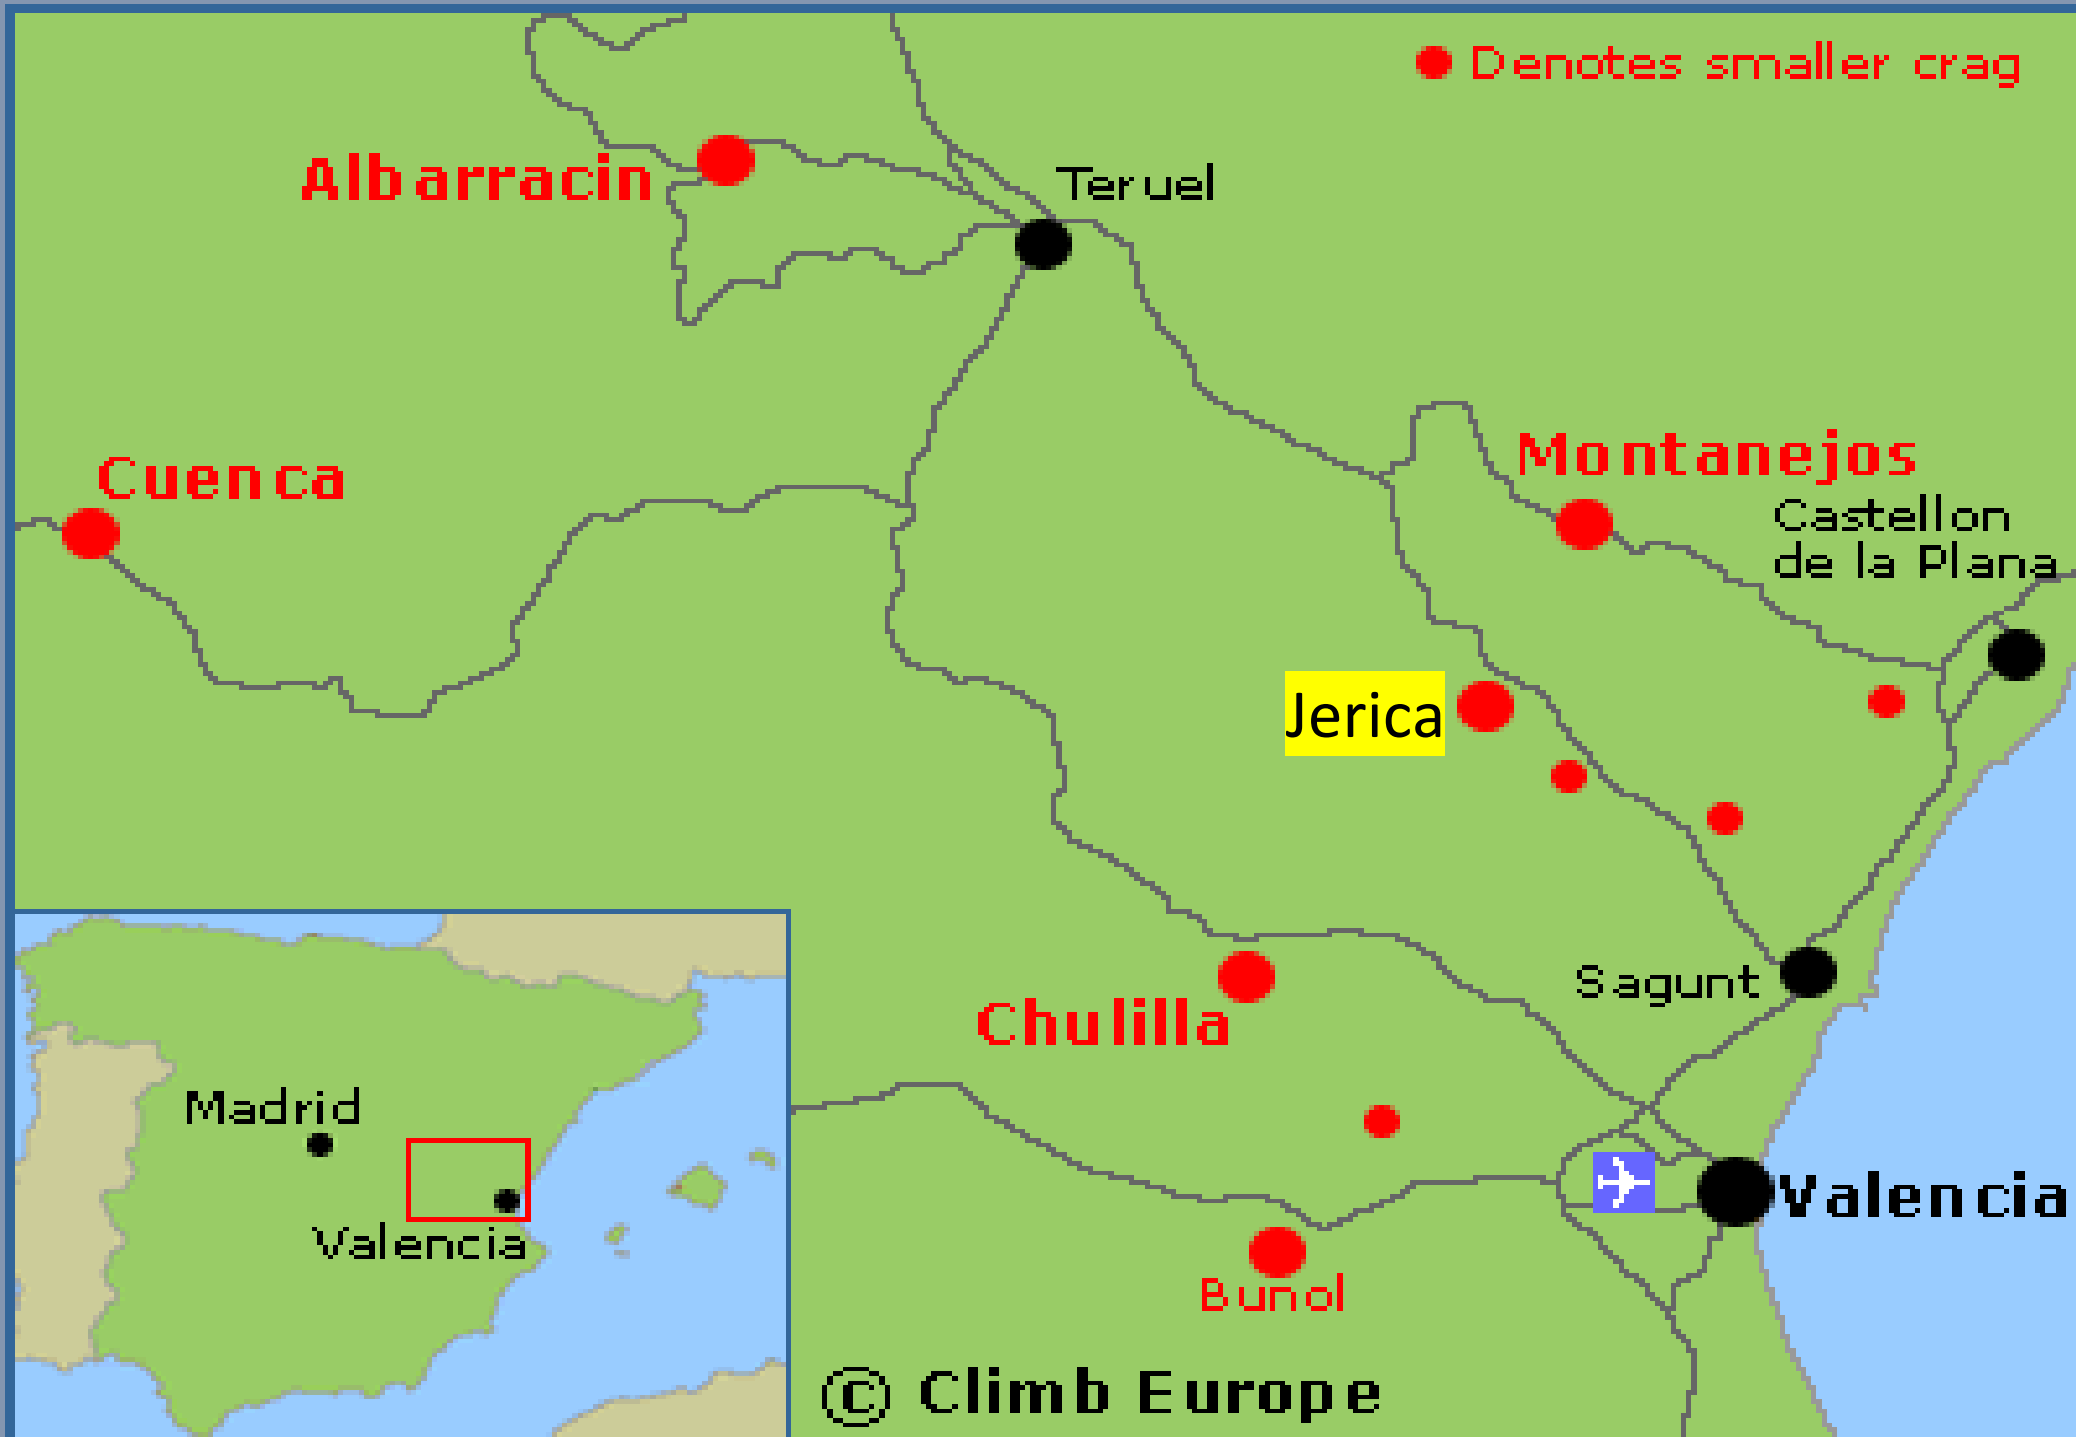 Denotes smaller crag
Albarracin
Teruel
Montanejos
Cuenca
Castellon
de la Plana
Jerica
Sagunt
Chulilla
Madrid
Valencia
Valencia
Bunol
© Climb Europe